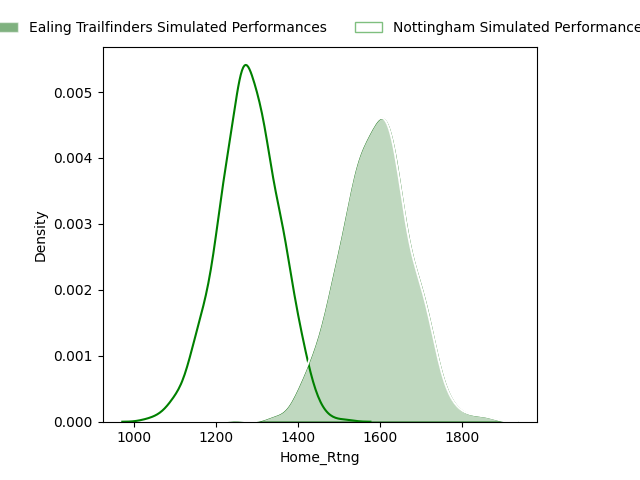 Ealing Trailfinders Simulated Performances
Nottingham Simulated Performance
0.005
0.004
0.003
0.002
0.001
0.000
Density
1000 1200 1400 1600 1800
Home_Rtng